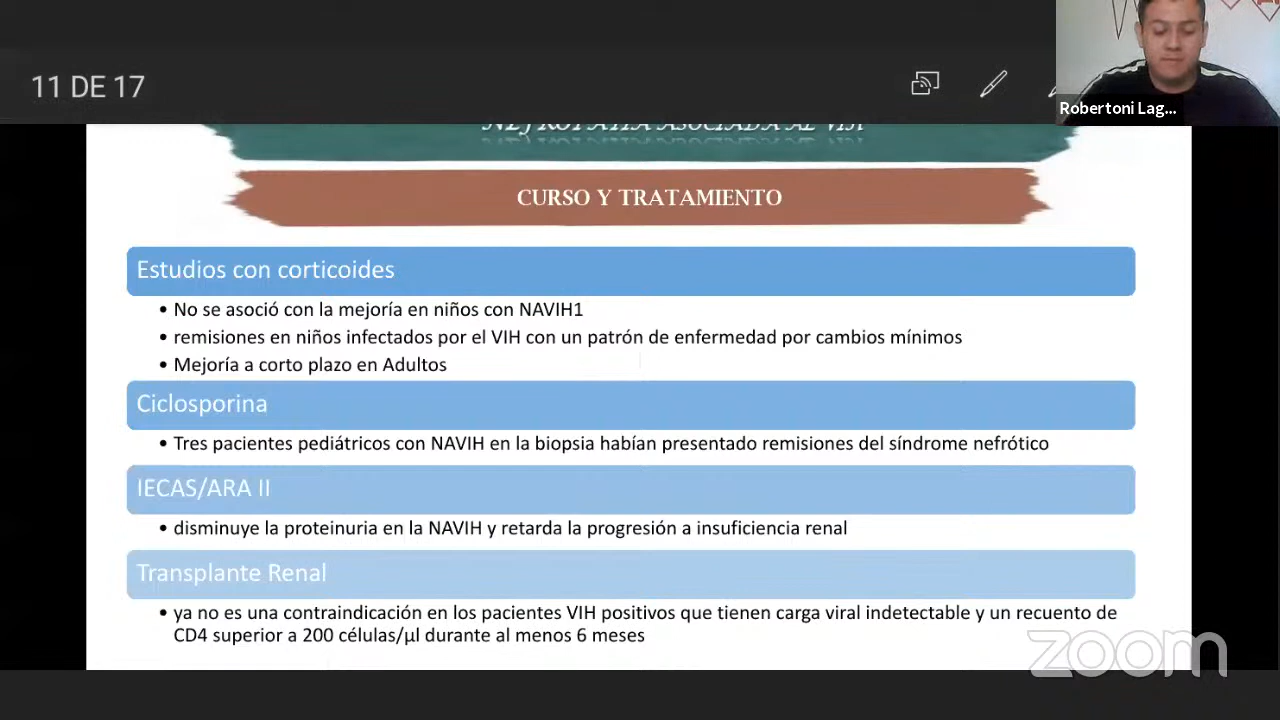 11 DE 17
Robertoni Lag...
NEFROPATIA ASOCIADA AL VIH
CURSO Y TRATAMIENTO
Estudios con corticoides
• No se asoció con la mejoría en niños con NAVIH1
• remisiones en niños infectados por el VIH con un patrón de enfermedad por cambios mínimos
• Mejoría a corto plazo en Adultos
Ciclosporina
• Tres pacientes pediátricos con NAVIH en la biopsia habían presentado remisiones del síndrome nefrótico
IECAS/ARA II
• disminuye la proteinuria en la NAVIH y retarda la progresión a insuficiencia renal
Transplante Renal
• ya no es una contraindicación en los pacientes VIH positivos que tienen carga viral indetectable y un recuento de
CD4 superior a 200 células/µl durante al menos 6 meses
zoom